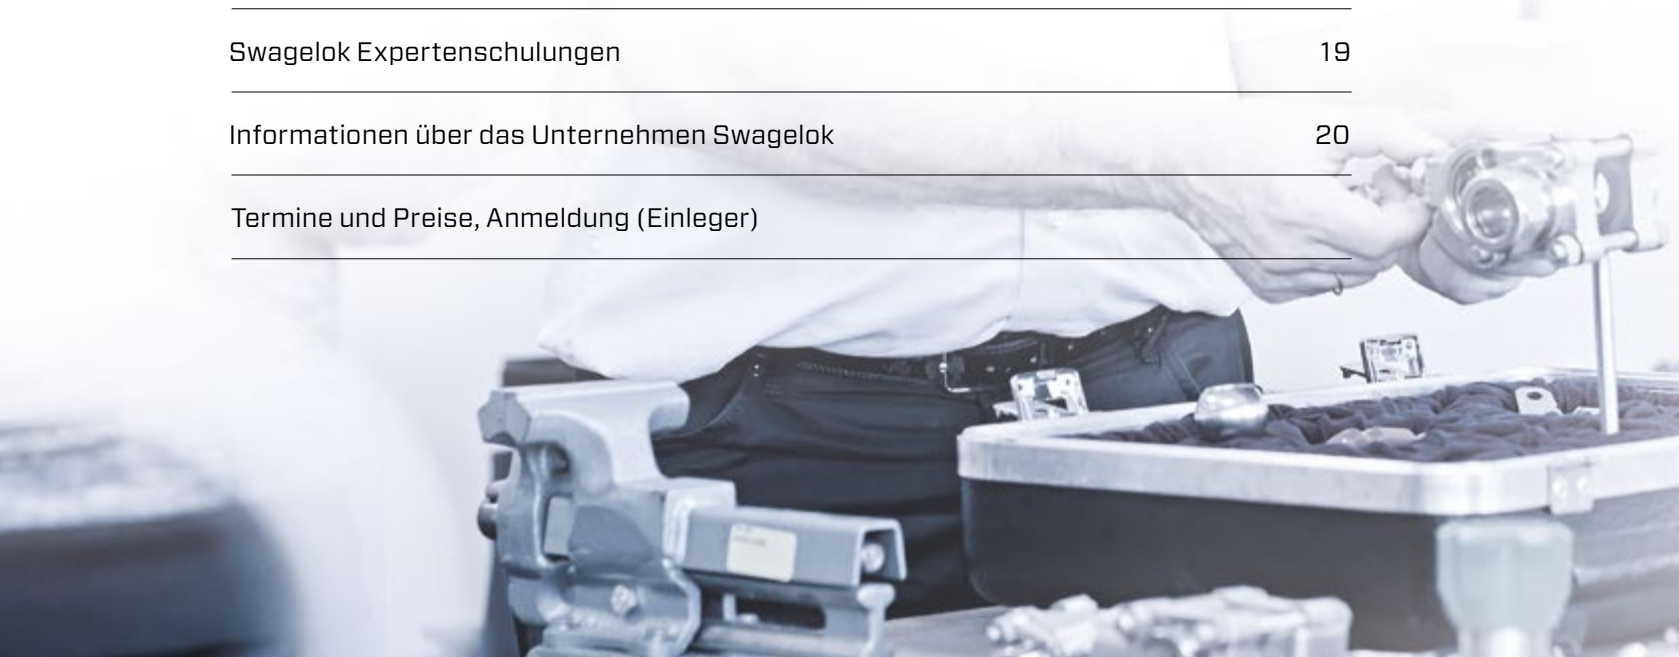 Swagelok Expertenschulungen 19
Informationen über das Unternehmen Swagelok 20
Termine und Preise, Anmeldung (Einleger)